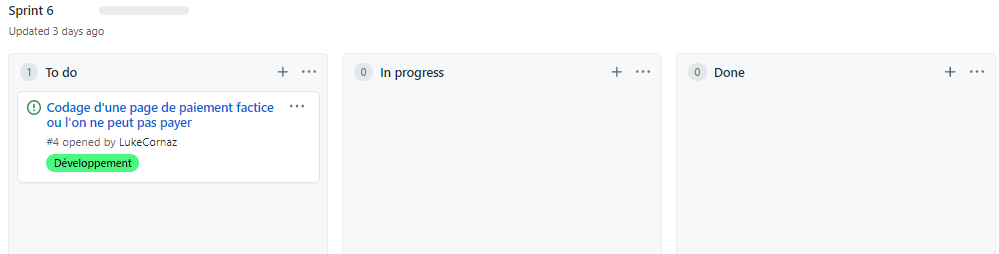 Sprint 6
Updated 3 days ago
1 To do
Codage d'une page de paiement factice
ou l'on ne peut pas payer
#4 opened by LukeCornaz
Développement
0 In progress
0 Done